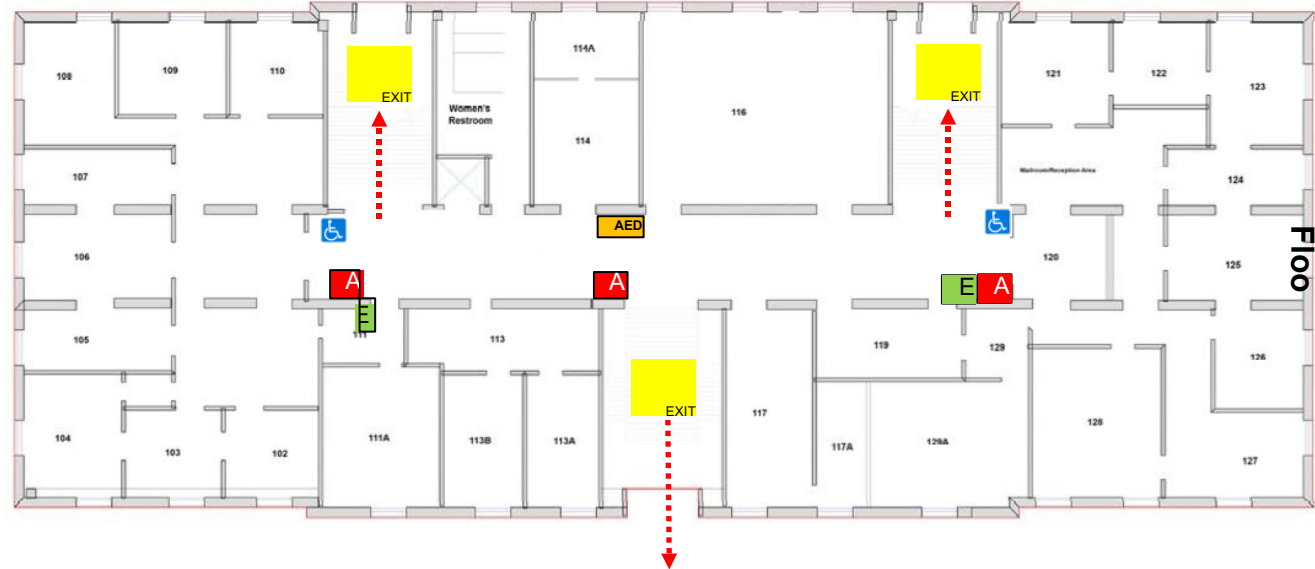 108
109
110
EXIT
Women's
Restroom
114A
114
116
EXIT
121
122
123
107
Mailroom/Reception Area
124
106
AED
120
125
Floo
A
A
E
A
E
111
105
113
119
129
126
EXIT
104
103
102
111A
113B
113A
117
117A
129A
128
127